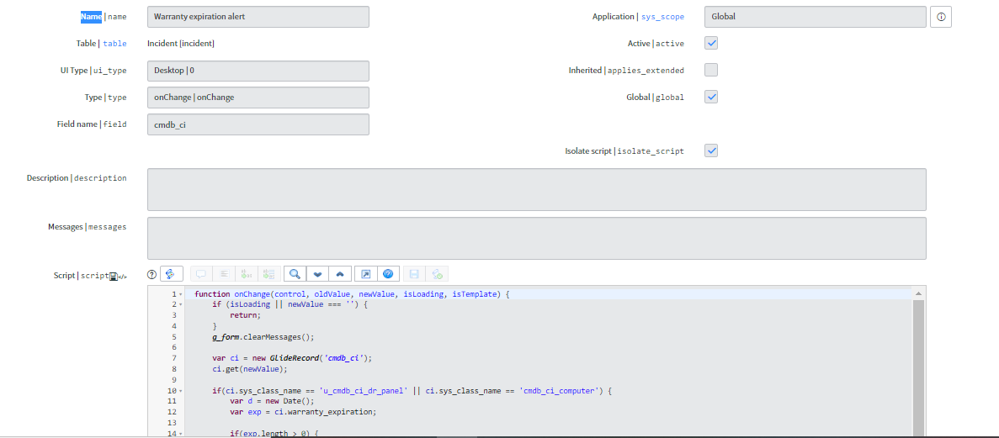 Name | name Warranty expiration alert Application | sys_scope Global
Table | table Incident [incident] Active | active
UI Type | ui_type Desktop | 0 Inherited | applies_extended
Type | type onChange | onChange Global | global
Field name | field cmdb_ci
Isolate script | isolate_script
Description | description
Messages | messages
Script | script
1 function onChange(control, oldValue, newValue, isLoading, isTemplate) {
2 if (isLoading || newValue === '') {
3 return;
4 }
5 g_form.clearMessages();
6
7 var ci = new GlideRecord('cmdb_ci');
8 ci.get(newValue);
9
10 if(ci.sys_class_name == 'u_cmdb_ci_dr_panel' || ci.sys_class_name == 'cmdb_ci_computer') {
11 var d = new Date();
12 var exp = ci.warranty_expiration;
13
14 if(exp.length > 0) {